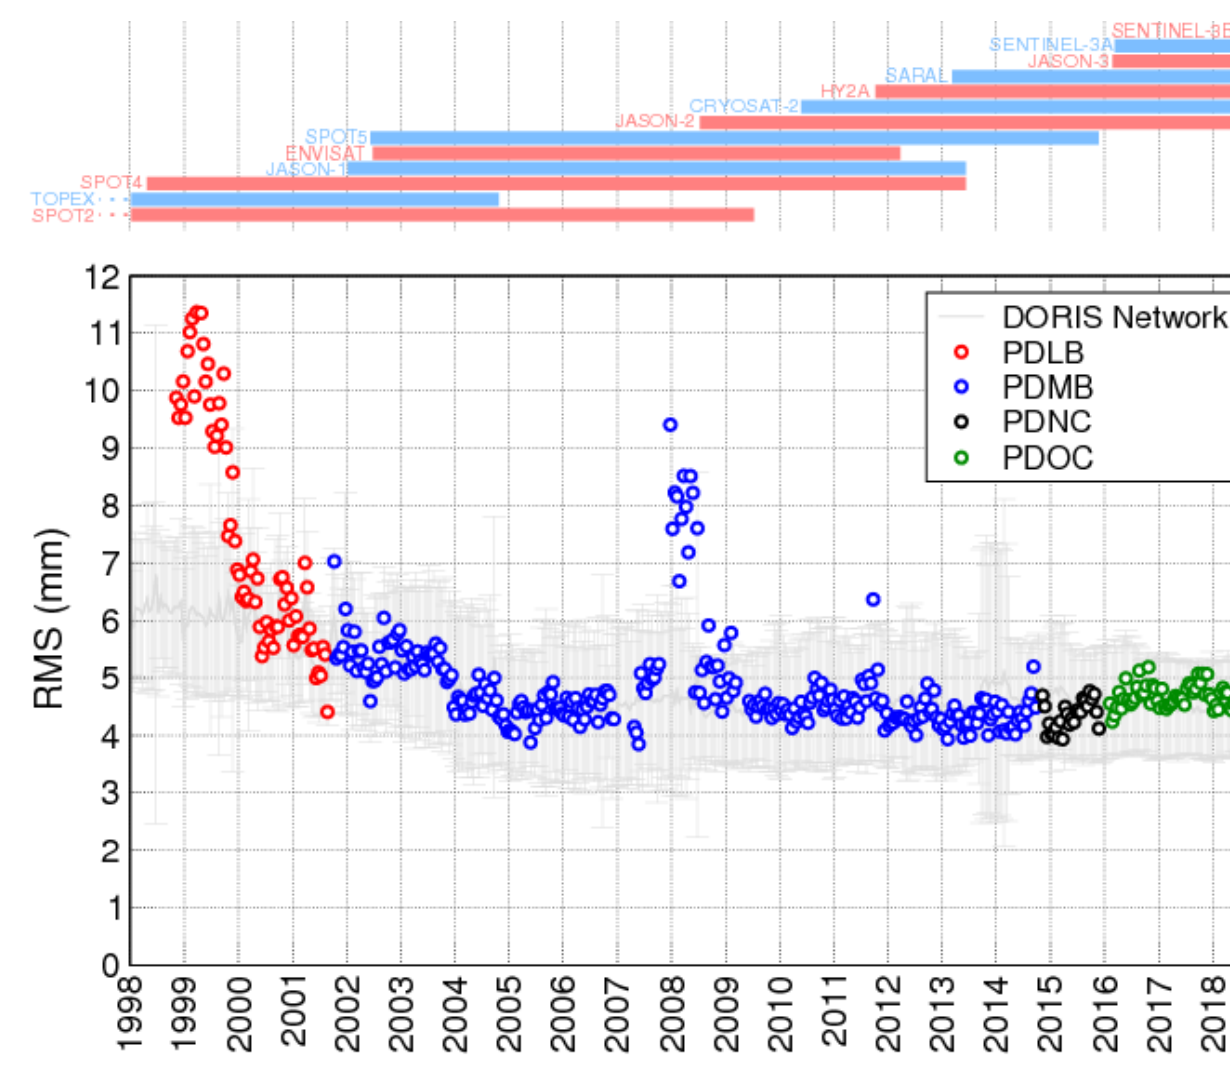 SENTINEL-3B
SENTINEL-3A
JASON-3
SARAL
HY2A
CRYOSAT-2
JASON-2
SPOT5
ENVISAT
JASON-1
SPOT4
TOPEX
SPOT2
12
11
10
9
8
7
6
5
4
3
2
1
0
RMS (mm)
DORIS Network
PDLB
PDMB
PDNC
PDOC
1998 1999 2000 2001 2002 2003 2004 2005 2006 2007 2008 2009 2010 2011 2012 2013 2014 2015 2016 2017 2018